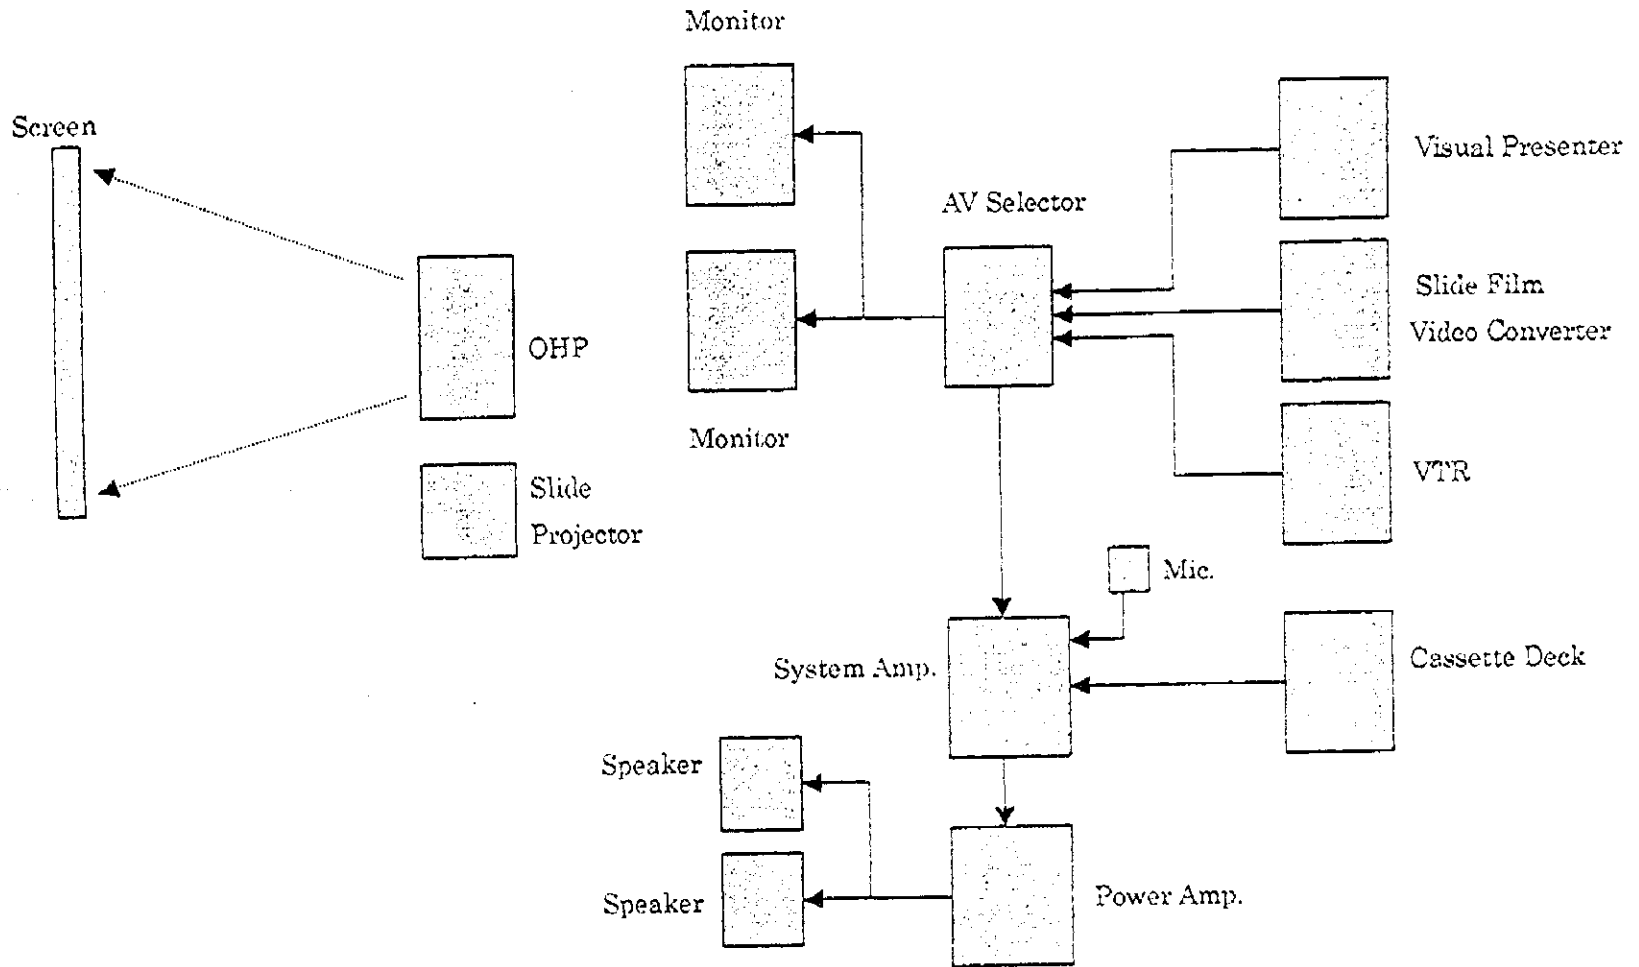 Monitor
Screen
Visual Presenter
AV Selector
Slide Film
Video Converter
OHP
Monitor
VTR
Slide
Projector
Mic.
System Amp.
Cassette Deck
Speaker
Power Amp.
Speaker